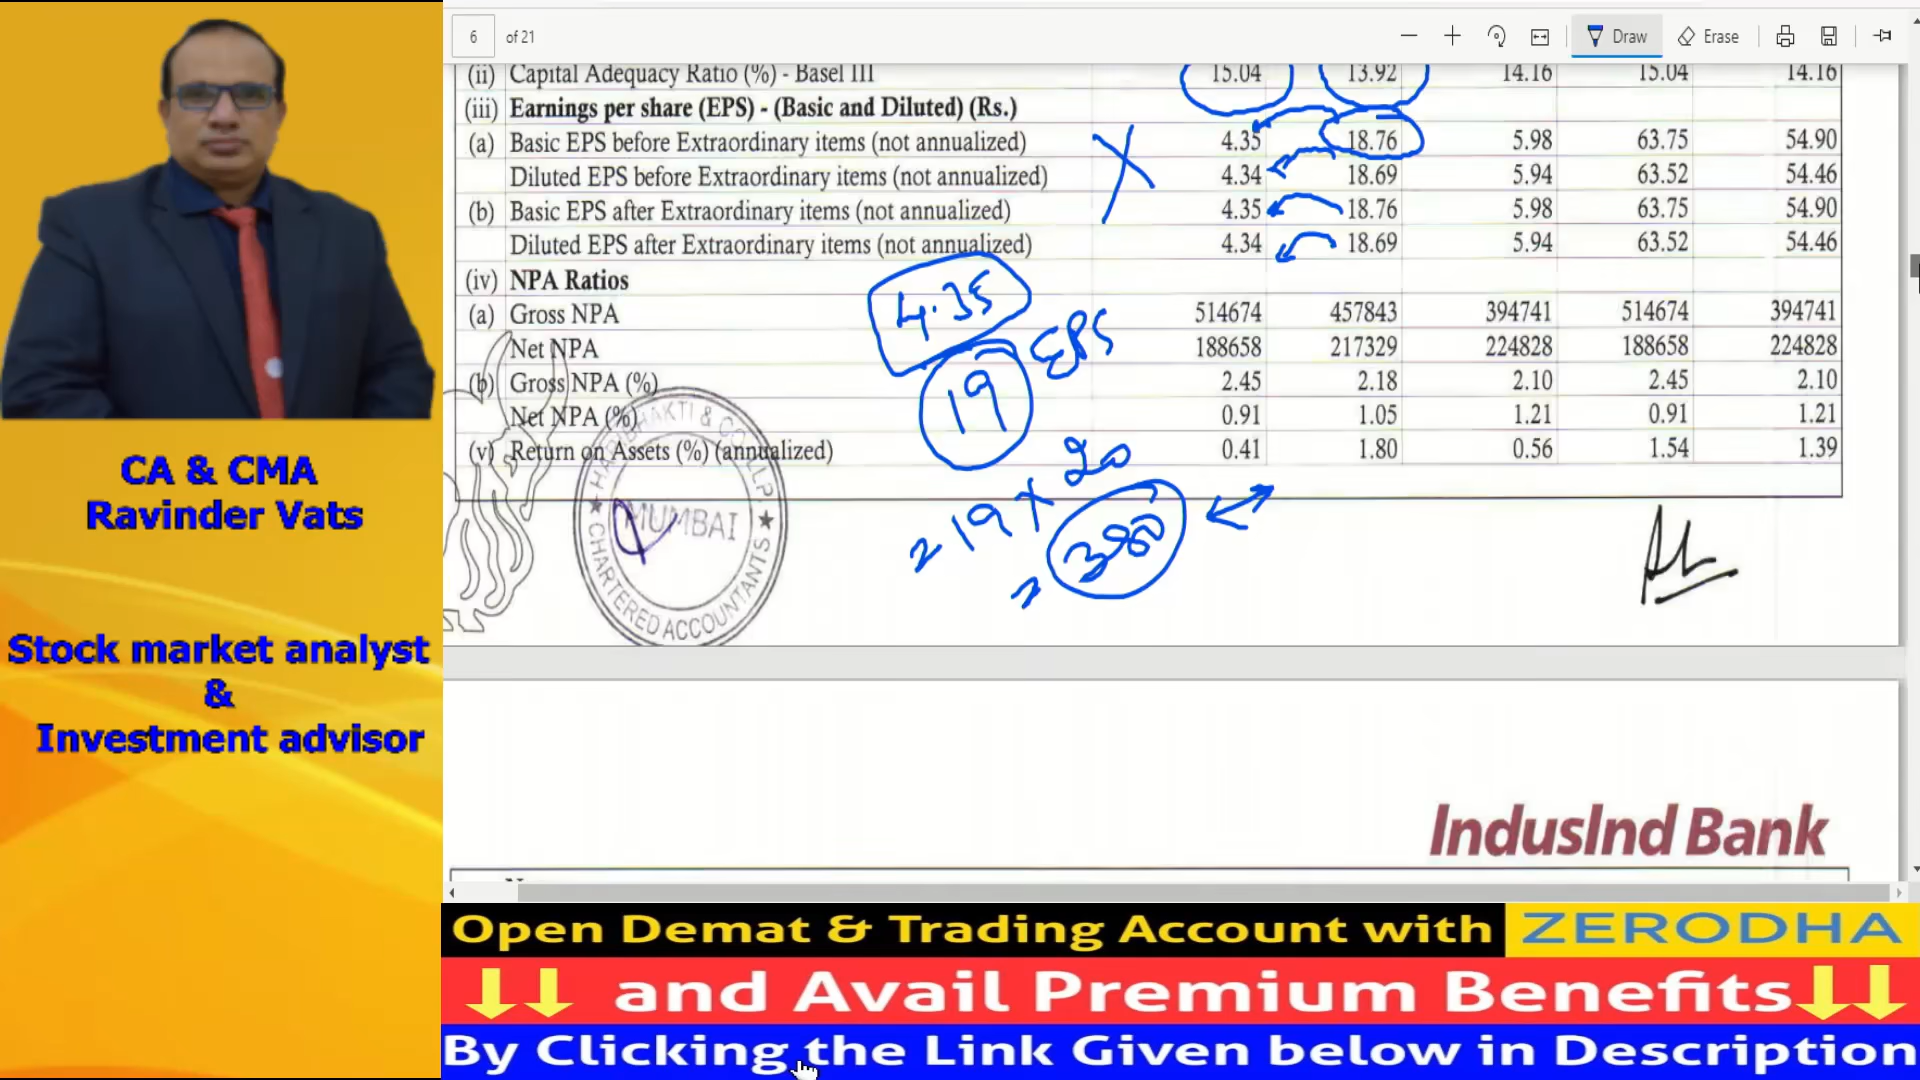 CA & CMA
Ravinder Vats
Stock market analyst
&
Investment advisor
6 of 21
Draw Erase
(ii) Capital Adequacy Ratio (%) - Basel III 15.04 13.92 14.16 15.04 14.16
(iii) Earnings per share (EPS) - (Basic and Diluted) (Rs.)
(a) Basic EPS before Extraordinary items (not annualized) 4.35 18.76 5.98 63.75 54.90
Diluted EPS before Extraordinary items (not annualized) 4.34 18.69 5.94 63.52 54.46
(b) Basic EPS after Extraordinary items (not annualized) 4.35 18.76 5.98 63.75 54.90
Diluted EPS after Extraordinary items (not annualized) 4.34 18.69 5.94 63.52 54.46
(iv) NPA Ratios
(a) Gross NPA 514674 457843 394741 514674 394741
Net NPA 188658 217329 224828 188658 224828
(b) Gross NPA (%) 2.45 2.18 2.10 2.45 2.10
Net NPA (%) 0.91 1.05 1.21 0.91 1.21
(v) Return on Assets (%) (annualized) 0.41 1.80 0.56 1.54 1.39
4.35
19 EPS
= 19 x 20
= 380
HARIBHAKTI & CO. LLP
★ MUMBAI ★
CHARTERED ACCOUNTANTS
IndusInd Bank
Open Demat & Trading Account with ZERODHA
and Avail Premium Benefits
By Clicking the Link Given below in Description